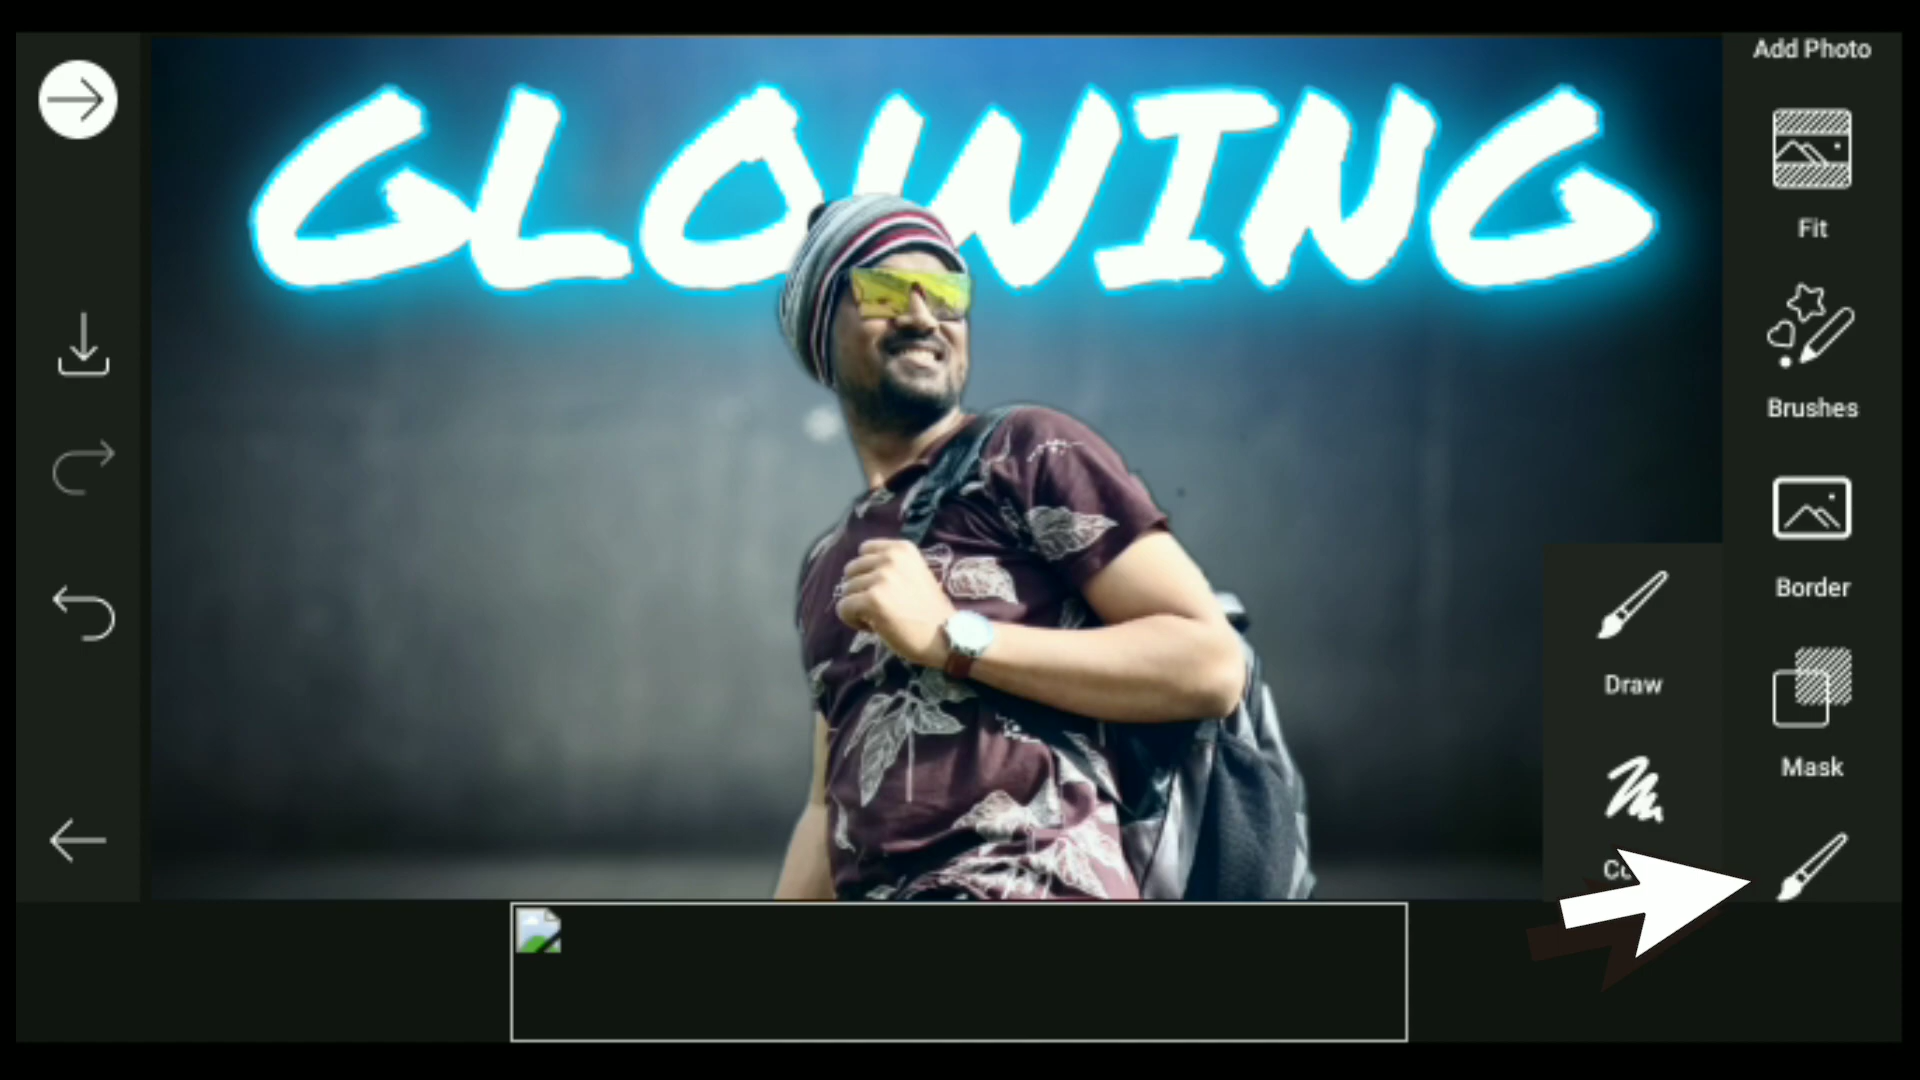 Add Photo
GLOWING
Fit
Brushes
Border
Draw
Mask